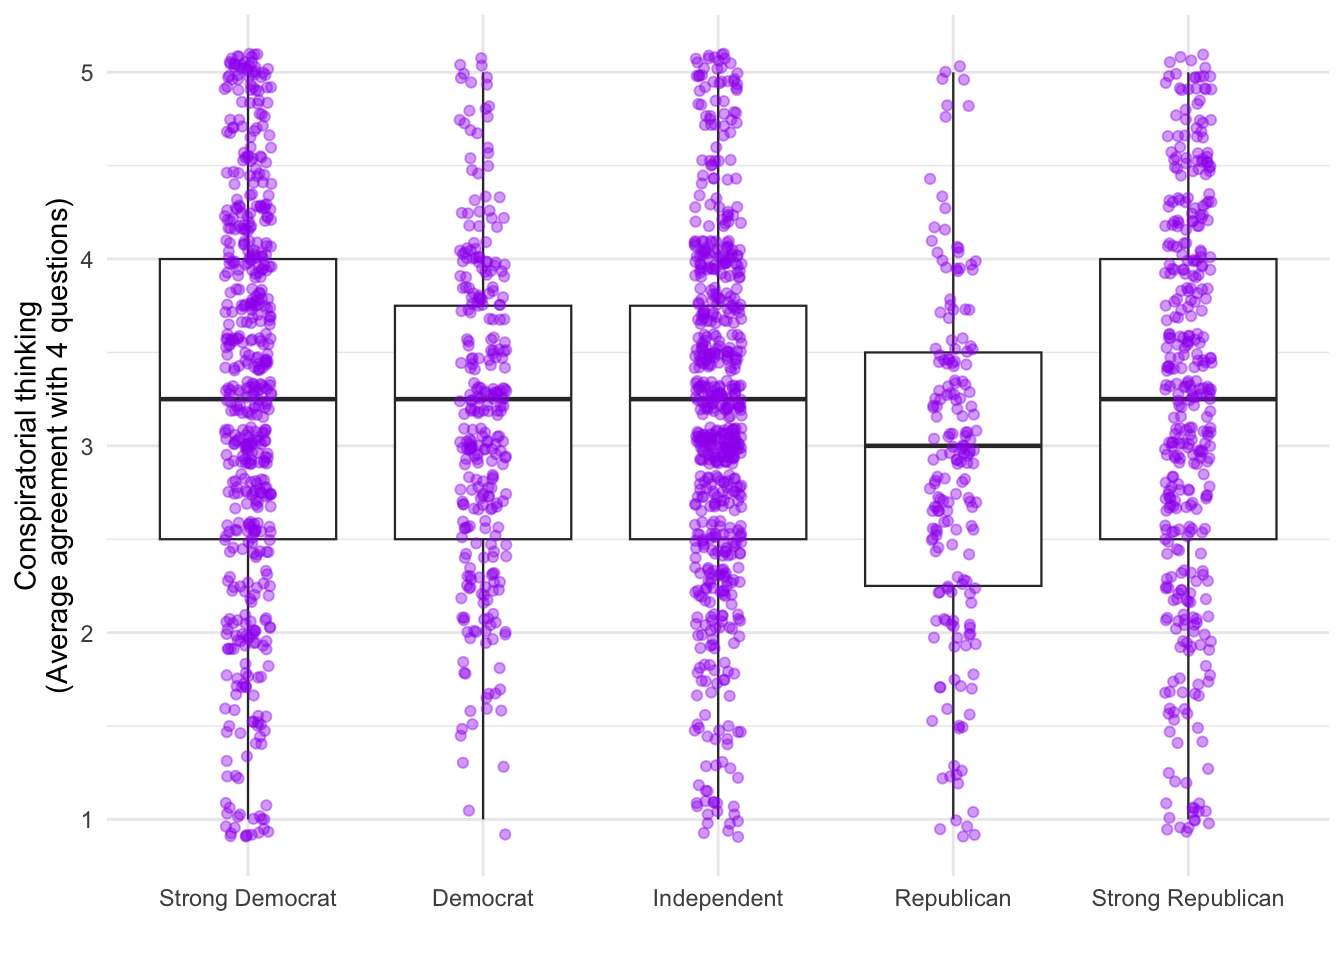 Conspiratorial thinking
(Average agreement with 4 questions)
5
4
3
2
1
Strong Democrat
Democrat
Independent
Republican
Strong Republican